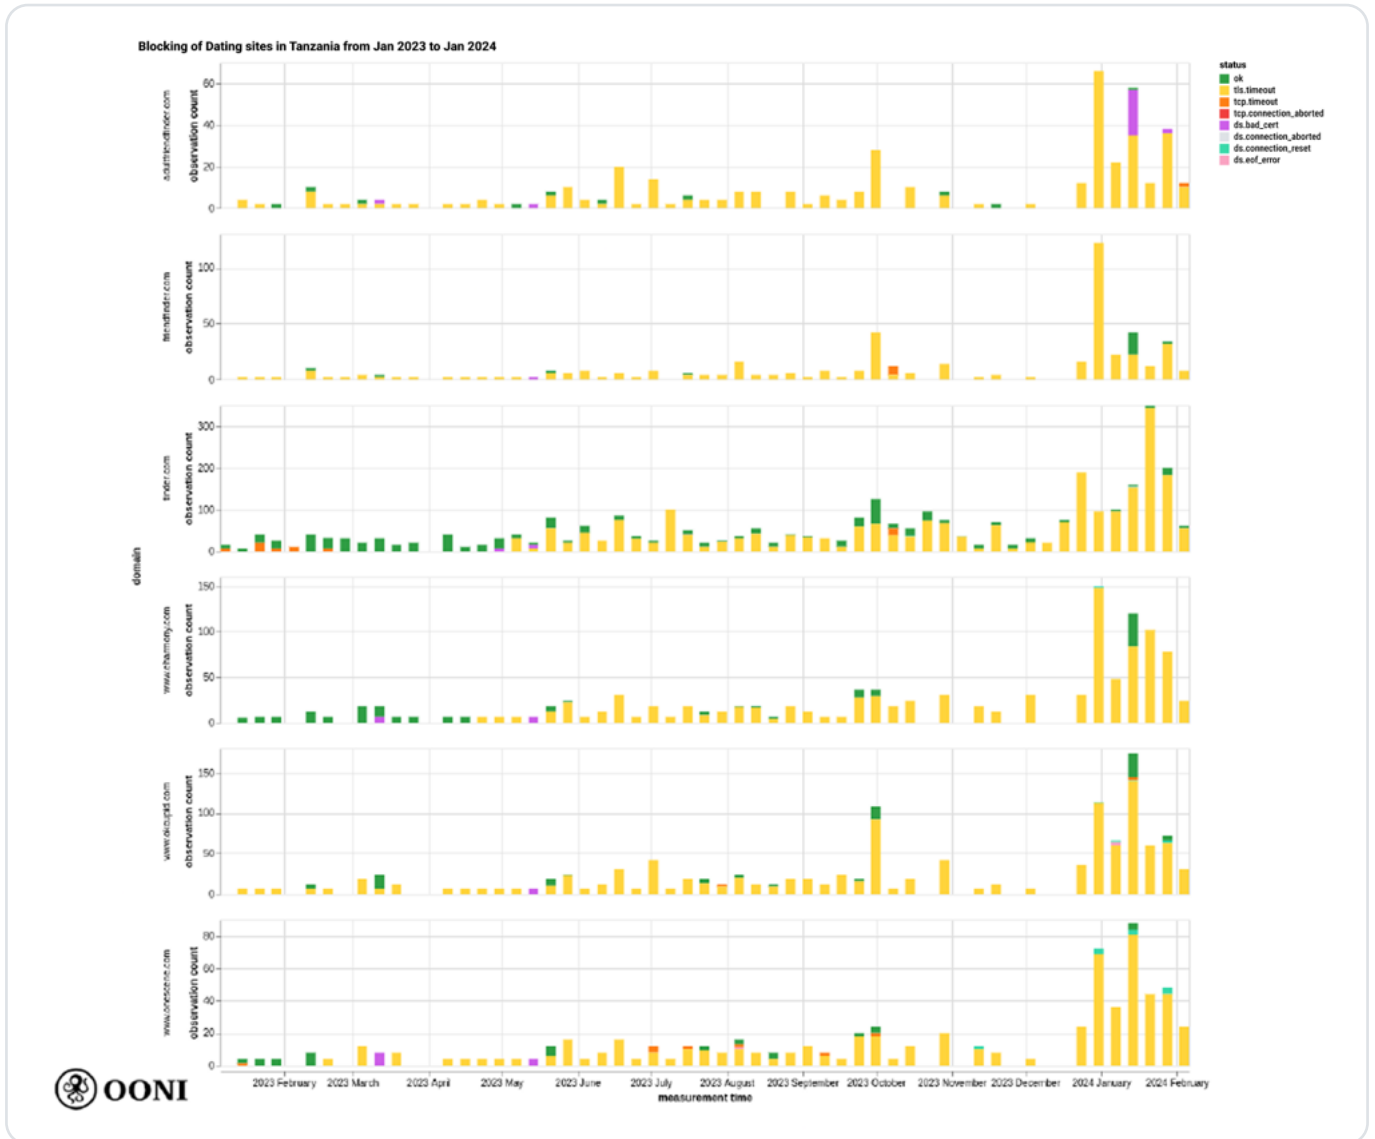 Blocking of Dating sites in Tanzania from Jan 2023 to Jan 2024
status
ok
tls.timeout
tcp.timeout
tcp.connection_aborted
ds.bad_cert
ds.connection_aborted
ds.connection_reset
ds.eof_error
domain
adultfriendfinder.com
observation count
60
40
20
0
friendfinder.com
observation count
100
50
0
tinder.com
observation count
300
200
100
0
www.eharmony.com
observation count
150
100
50
0
www.okcupid.com
observation count
150
100
50
0
www.onescene.com
observation count
80
60
40
20
0
2023 February 2023 March 2023 April 2023 May 2023 June 2023 July 2023 August 2023 September 2023 October 2023 November 2023 December 2024 January 2024 February
measurement time
OONI